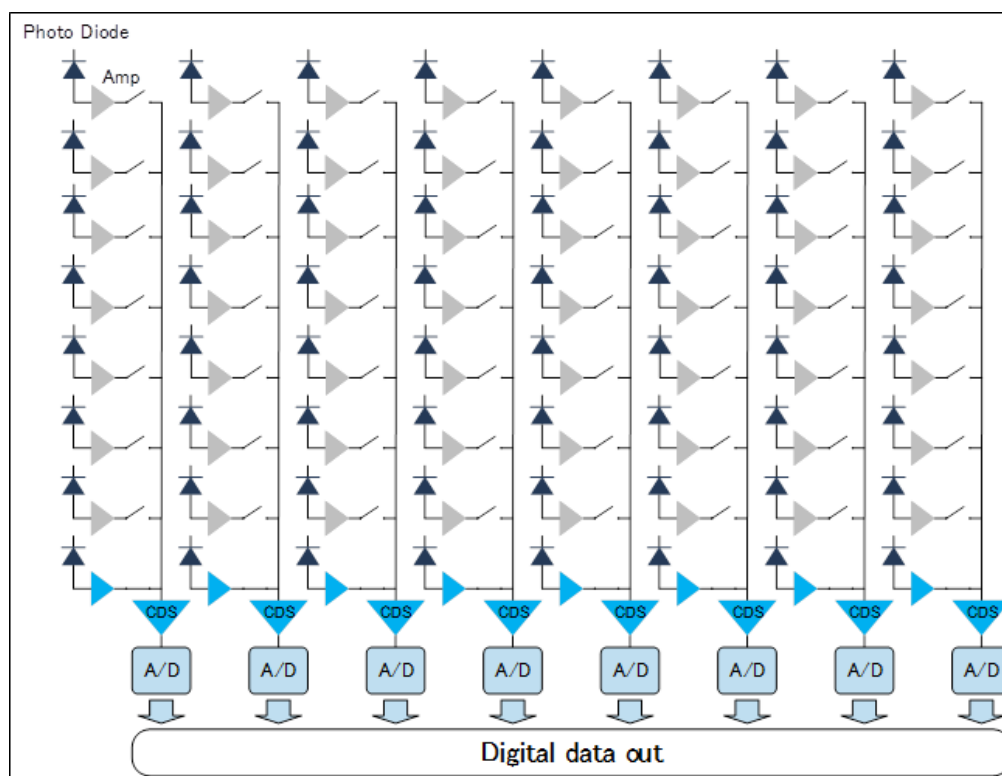 Photo Diode
Amp
CDS CDS CDS CDS CDS CDS CDS CDS
A/D A/D A/D A/D A/D A/D A/D A/D
Digital data out